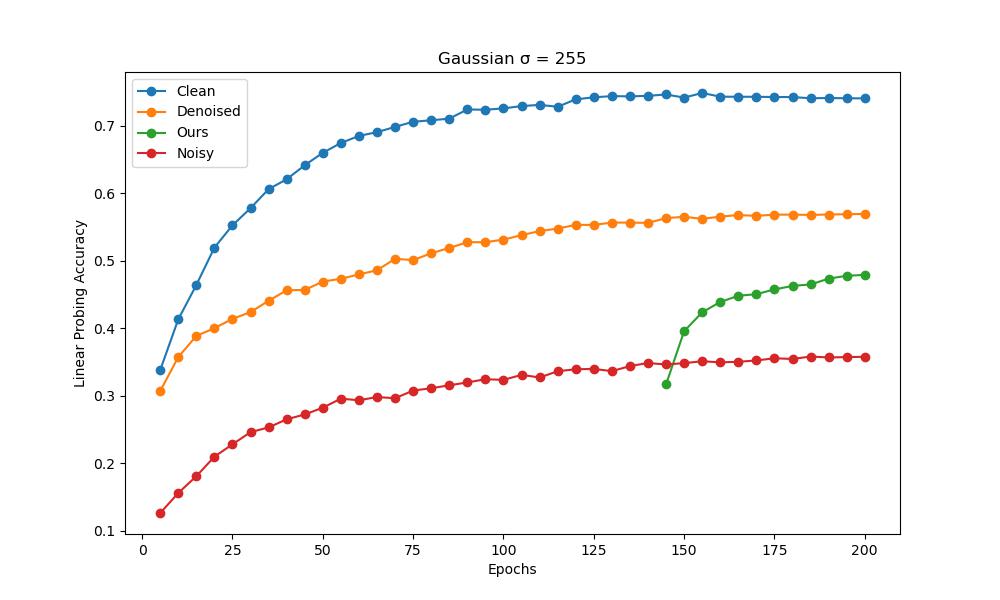 Gaussian σ = 255
Clean
Denoised
Ours
Noisy
Linear Probing Accuracy
0.7
0.6
0.5
0.4
0.3
0.2
0.1
0 25 50 75 100 125 150 175 200
Epochs